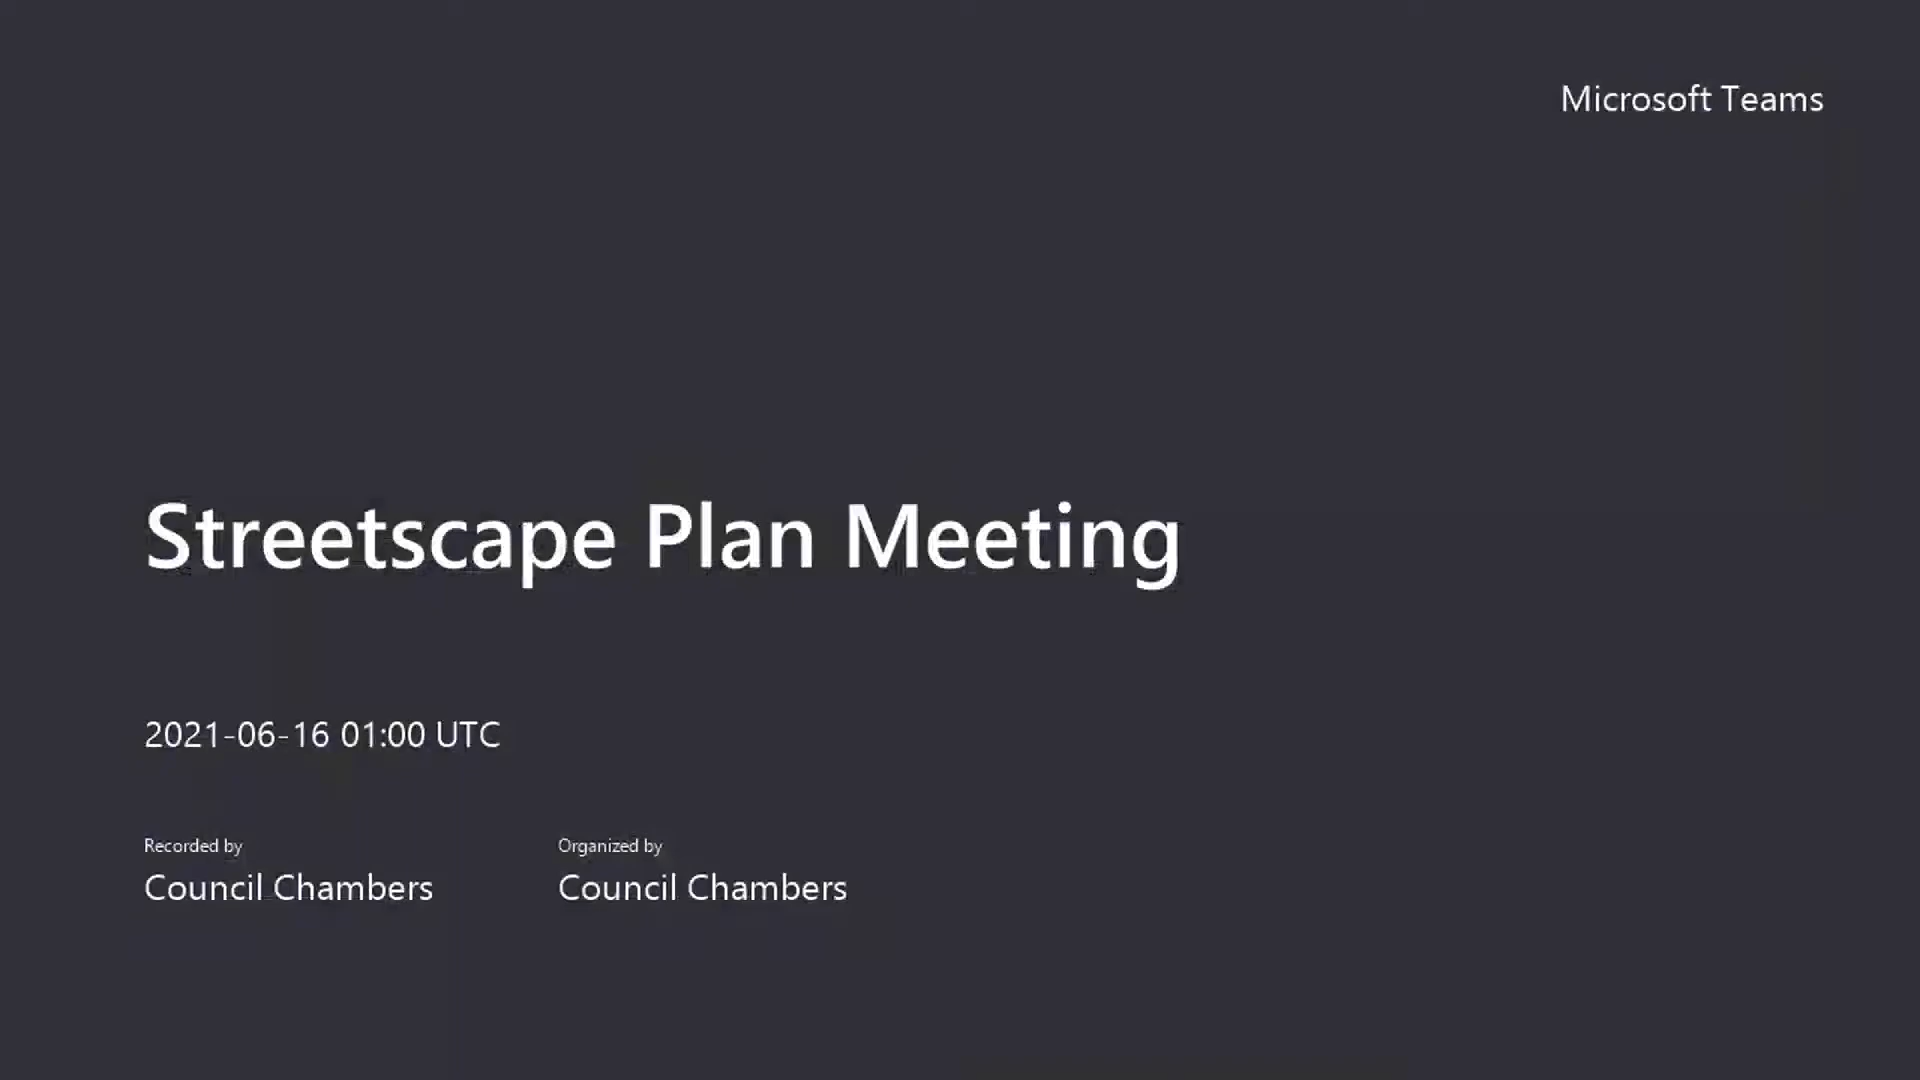 Microsoft Teams
Streetscape Plan Meeting
2021-06-16 01:00 UTC
Recorded by
Council Chambers
Organized by
Council Chambers